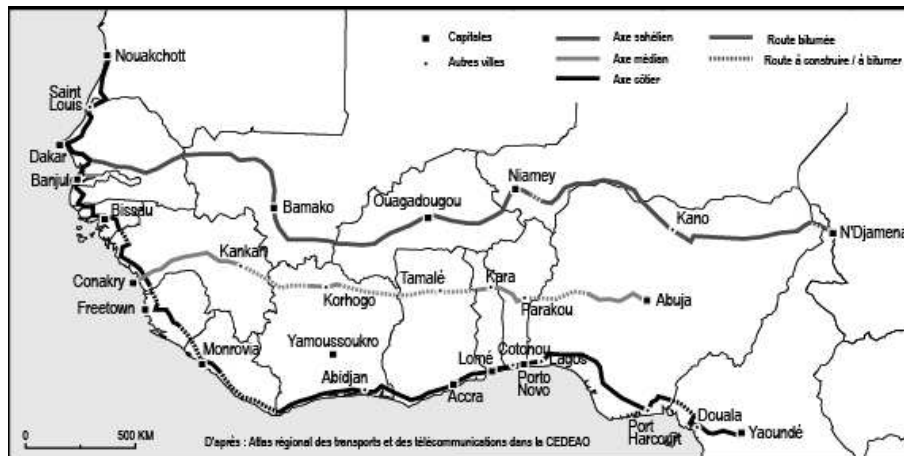 Capitales
Autres villes
Axe sahélien
Axe médian
Axe côtier
Route bitumée
Route à construire / à bitumer
Nouakchott
Saint
Louis
Dakar
Banjul
Bissau
Bamako
Ouagadougou
Niamey
Kano
N'Djamena
Kankan
Conakry
Freetown
Korhogo
Tamalé
Kara
Parakou
Abuja
Monrovia
Yamoussoukro
Abidjan
Accra
Lomé
Cotonou
Porto
Novo
Lagos
Port
Harcourt
Douala
Yaoundé
0
500 KM
D'après : Atlas régional des transports et des télécommunications dans la CEDEAO